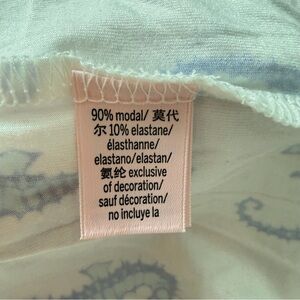 90% modal/ 莫代
尔 10% elastane/
élasthanne/
elastano/elastan/
氨纶 exclusive
of decoration/
sauf décoration/
no incluye la